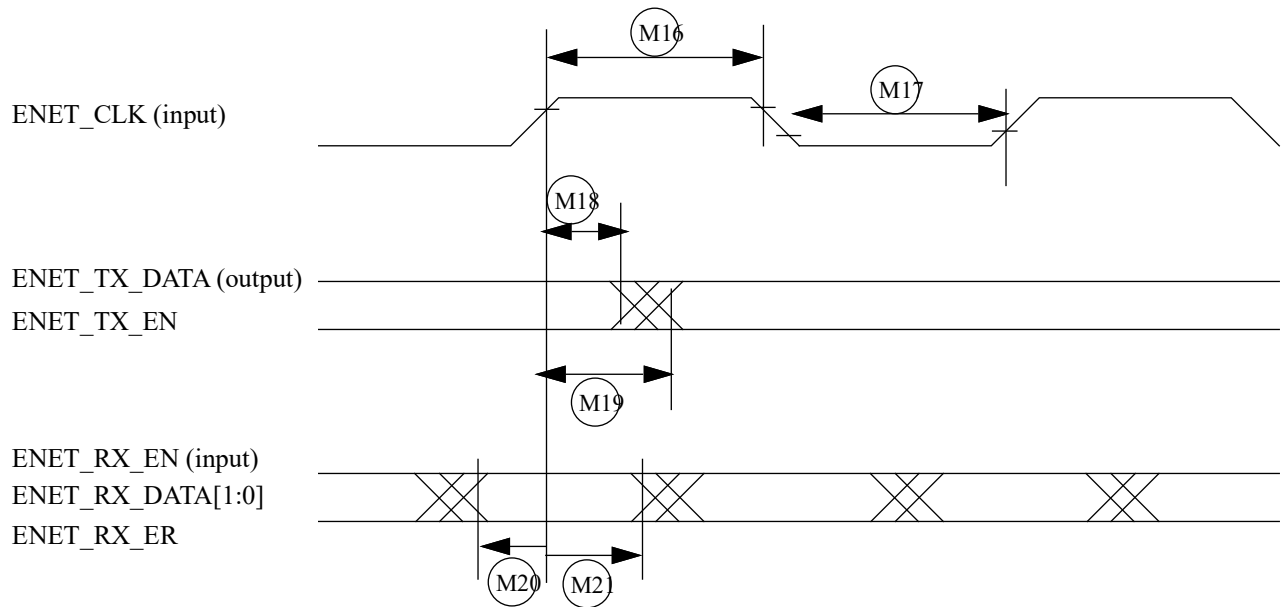 M16
ENET_CLK (input)
M17
M18
ENET_TX_DATA (output)
ENET_TX_EN
M19
ENET_RX_EN (input)
ENET_RX_DATA[1:0]
ENET_RX_ER
M20
M21